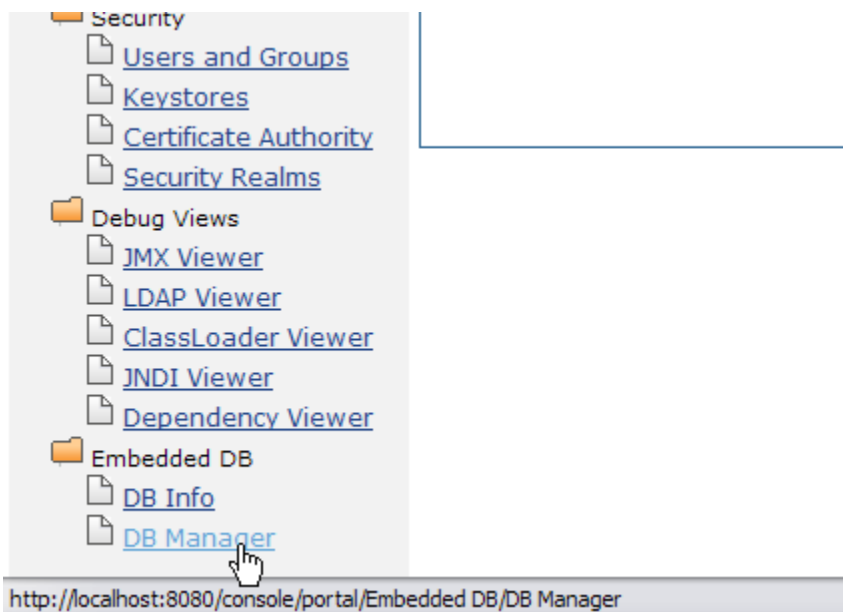 Security
Users and Groups
Keystores
Certificate Authority
Security Realms
Debug Views
JMX Viewer
LDAP Viewer
ClassLoader Viewer
JNDI Viewer
Dependency Viewer
Embedded DB
DB Info
DB Manager
http://localhost:8080/console/portal/Embedded DB/DB Manager